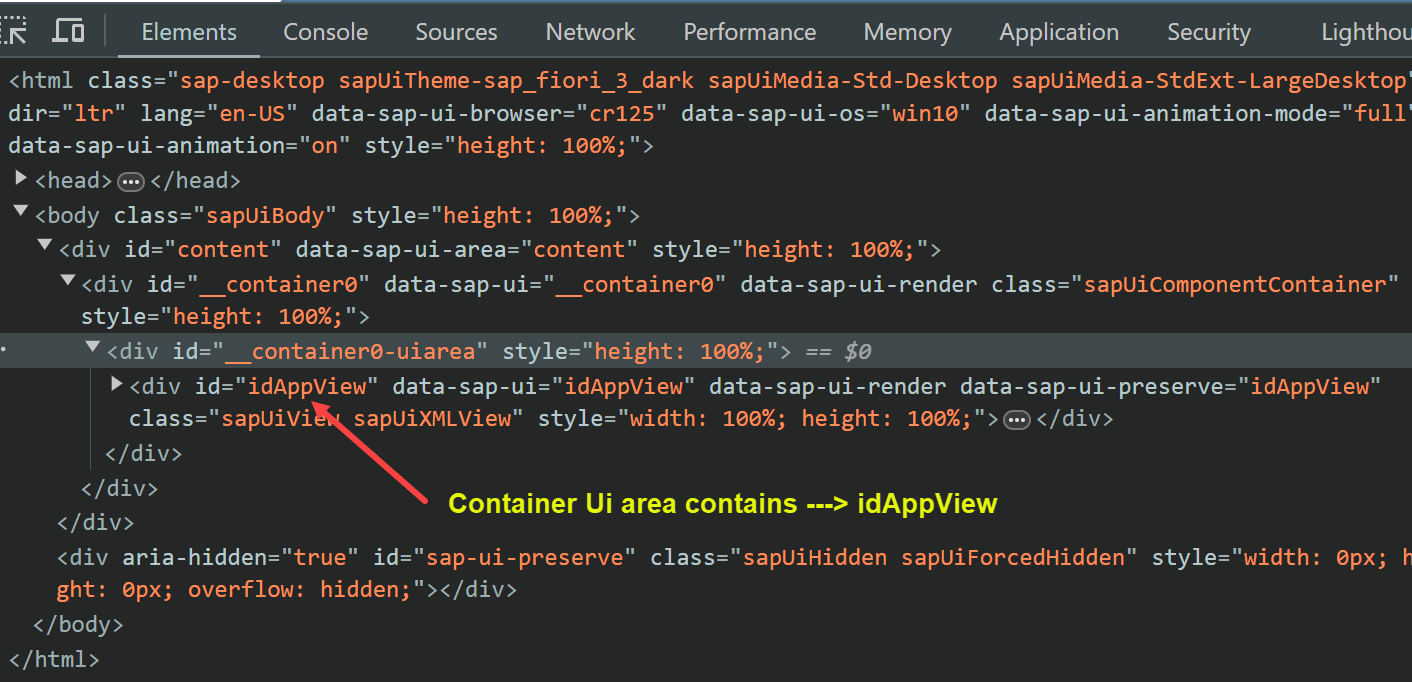 Elements Console Sources Network Performance Memory Application Security Lighthou
<html class="sap-desktop sapUiTheme-sap_fiori_3_dark sapUiMedia-Std-Desktop sapUiMedia-StdExt-LargeDesktop"
dir="ltr" lang="en-US" data-sap-ui-browser="cr125" data-sap-ui-os="win10" data-sap-ui-animation-mode="full"
data-sap-ui-animation="on" style="height: 100%;">
<head>…</head>
<body class="sapUiBody" style="height: 100%;">
<div id="content" data-sap-ui-area="content" style="height: 100%;">
<div id="__container0" data-sap-ui="__container0" data-sap-ui-render class="sapUiComponentContainer"
style="height: 100%;">
<div id="__container0-uiarea" style="height: 100%;"> == $0
<div id="idAppView" data-sap-ui="idAppView" data-sap-ui-render data-sap-ui-preserve="idAppView"
class="sapUiView sapUiXMLView" style="width: 100%; height: 100%;">…</div>
</div>
</div>
Container Ui area contains ---> idAppView
</div>
<div aria-hidden="true" id="sap-ui-preserve" class="sapUiHidden sapUiForcedHidden" style="width: 0px; h
ght: 0px; overflow: hidden;"></div>
</body>
</html>